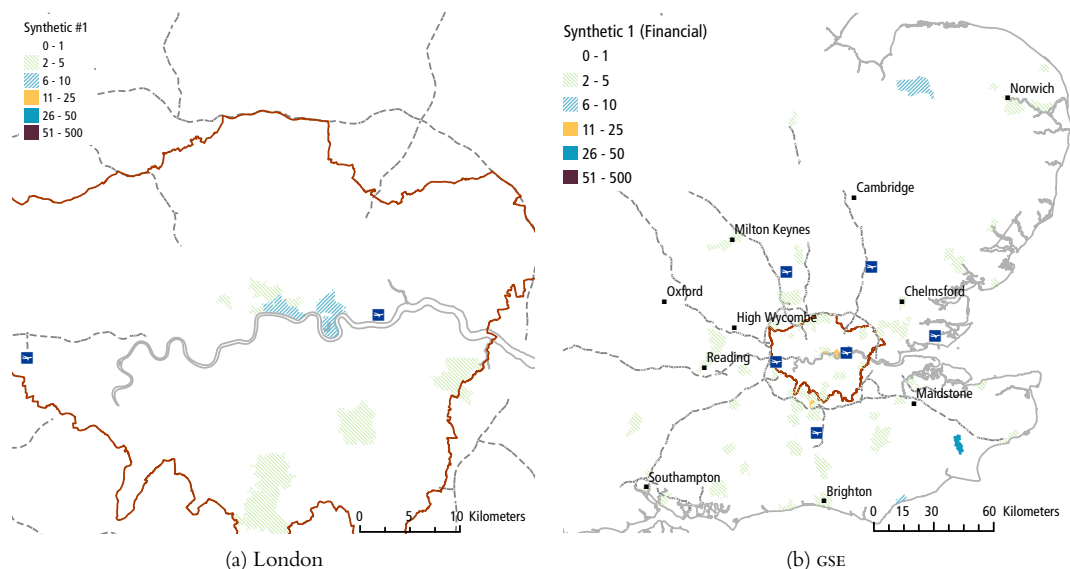 Synthetic #1
0 - 1
2 - 5
6 - 10
11 - 25
26 - 50
51 - 500
0 10 Kilometers
(a) London
Synthetic 1 (Financial)
0 - 1
2 - 5
6 - 10
11 - 25
26 - 50
51 - 500
Norwich
Cambridge
Milton Keynes
Oxfprd
Chelmsford
High Wycombe
Reading
Maidstone
Southampton
Brighton
0 15 30 60 Kilometers
(b) GSE